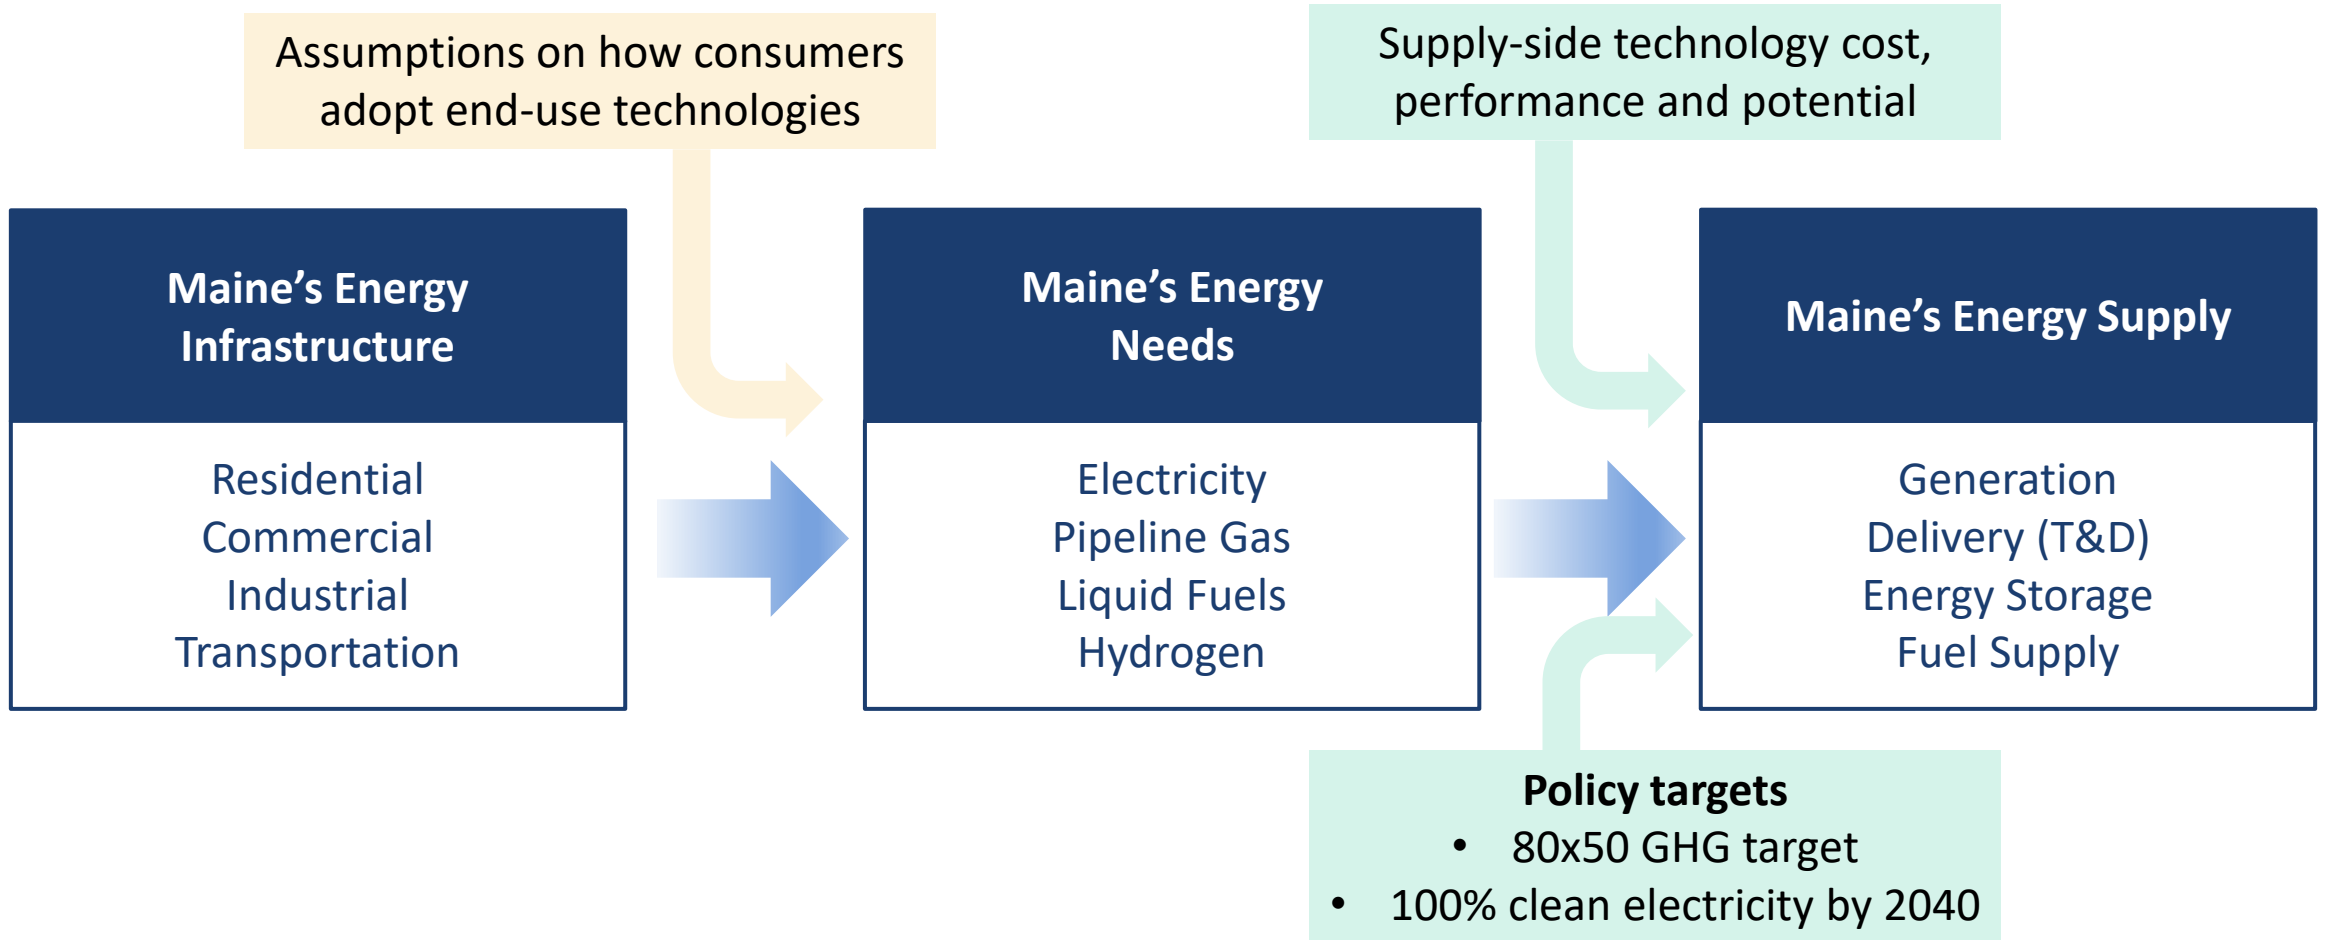 Assumptions on how consumers
adopt end-use technologies
Supply-side technology cost,
performance and potential
Maine’s Energy
Infrastructure
Residential
Commercial
Industrial
Transportation
Maine’s Energy
Needs
Electricity
Pipeline Gas
Liquid Fuels
Hydrogen
Maine’s Energy Supply
Generation
Delivery (T&D)
Energy Storage
Fuel Supply
Policy targets
• 80x50 GHG target
• 100% clean electricity by 2040